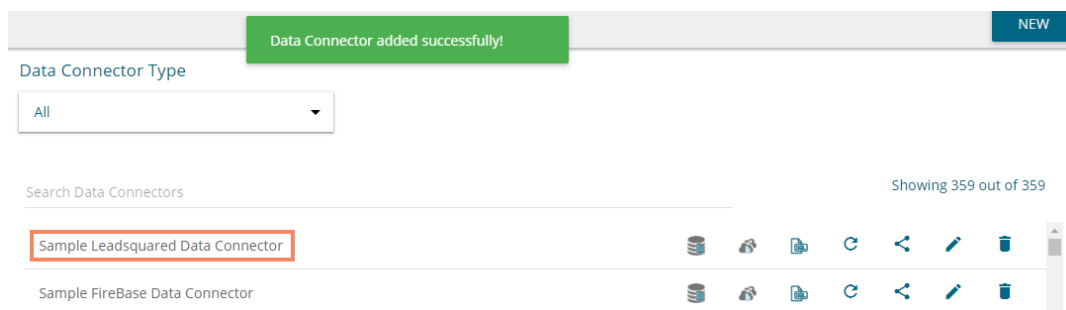 NEW
Data Connector added successfully!
Data Connector Type
All
Search Data Connectors
Showing 359 out of 359
Sample Leadsquared Data Connector
Sample FireBase Data Connector